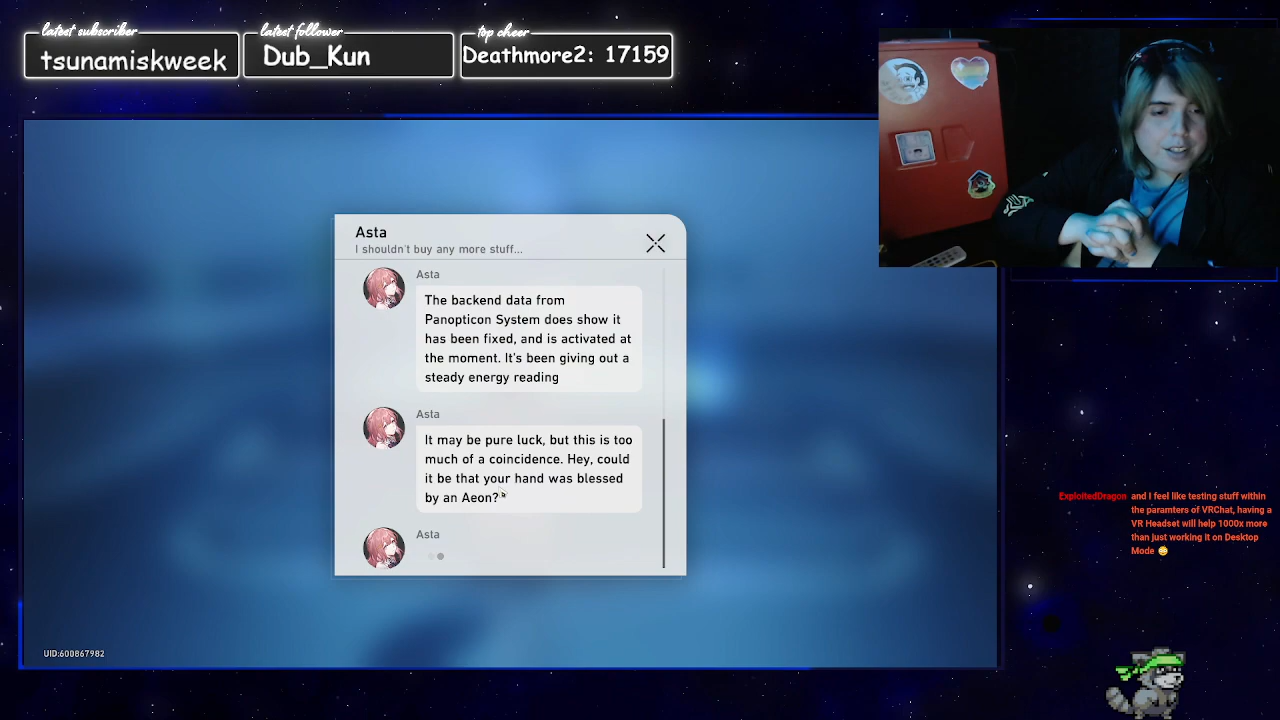 latest subscriber
latest follower
top cheer
tsunamiskweek
Dub_Kun
Deathmore2: 17159
Asta
I shouldn't buy any more stuff...
Asta
The backend data from
Panopticon System does show it
has been fixed, and is activated at
the moment. It's been giving out a
steady energy reading
Asta
It may be pure luck, but this is too
much of a coincidence. Hey, could
it be that your hand was blessed
by an Aeon?
Asta
ExploitedDragon and I feel like testing stuff within
the paramters of VRChat, having a
VR Headset will help 1000x more
than just working it on Desktop
Mode
UID:600867982